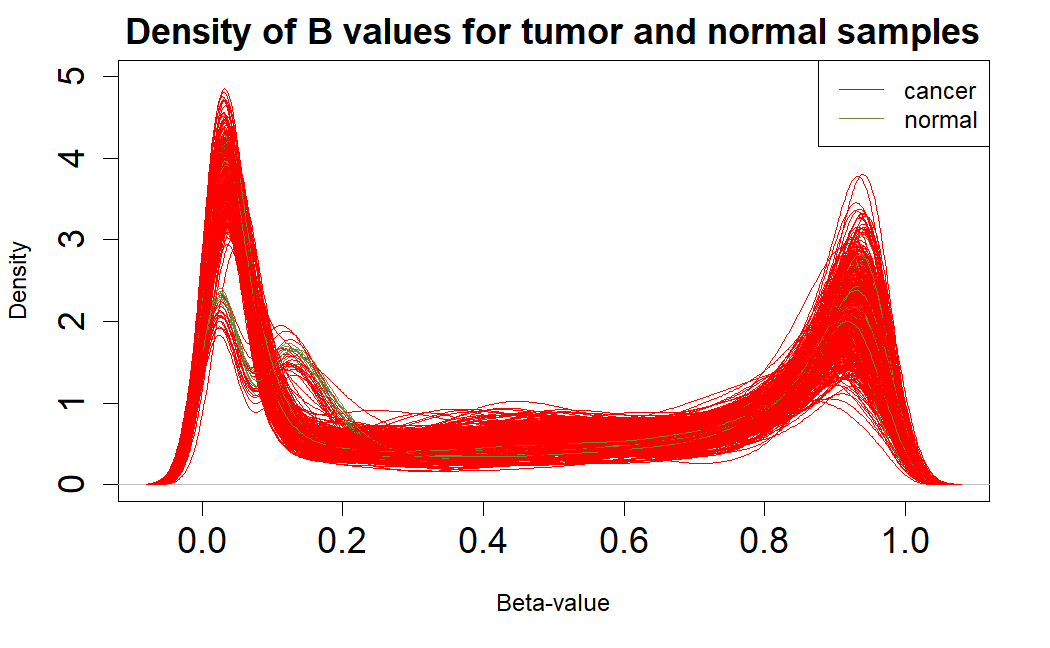 Density of B values for tumor and normal samples
cancer
normal
5
4
3
2
1
0
Density
0.0 0.2 0.4 0.6 0.8 1.0
Beta-value